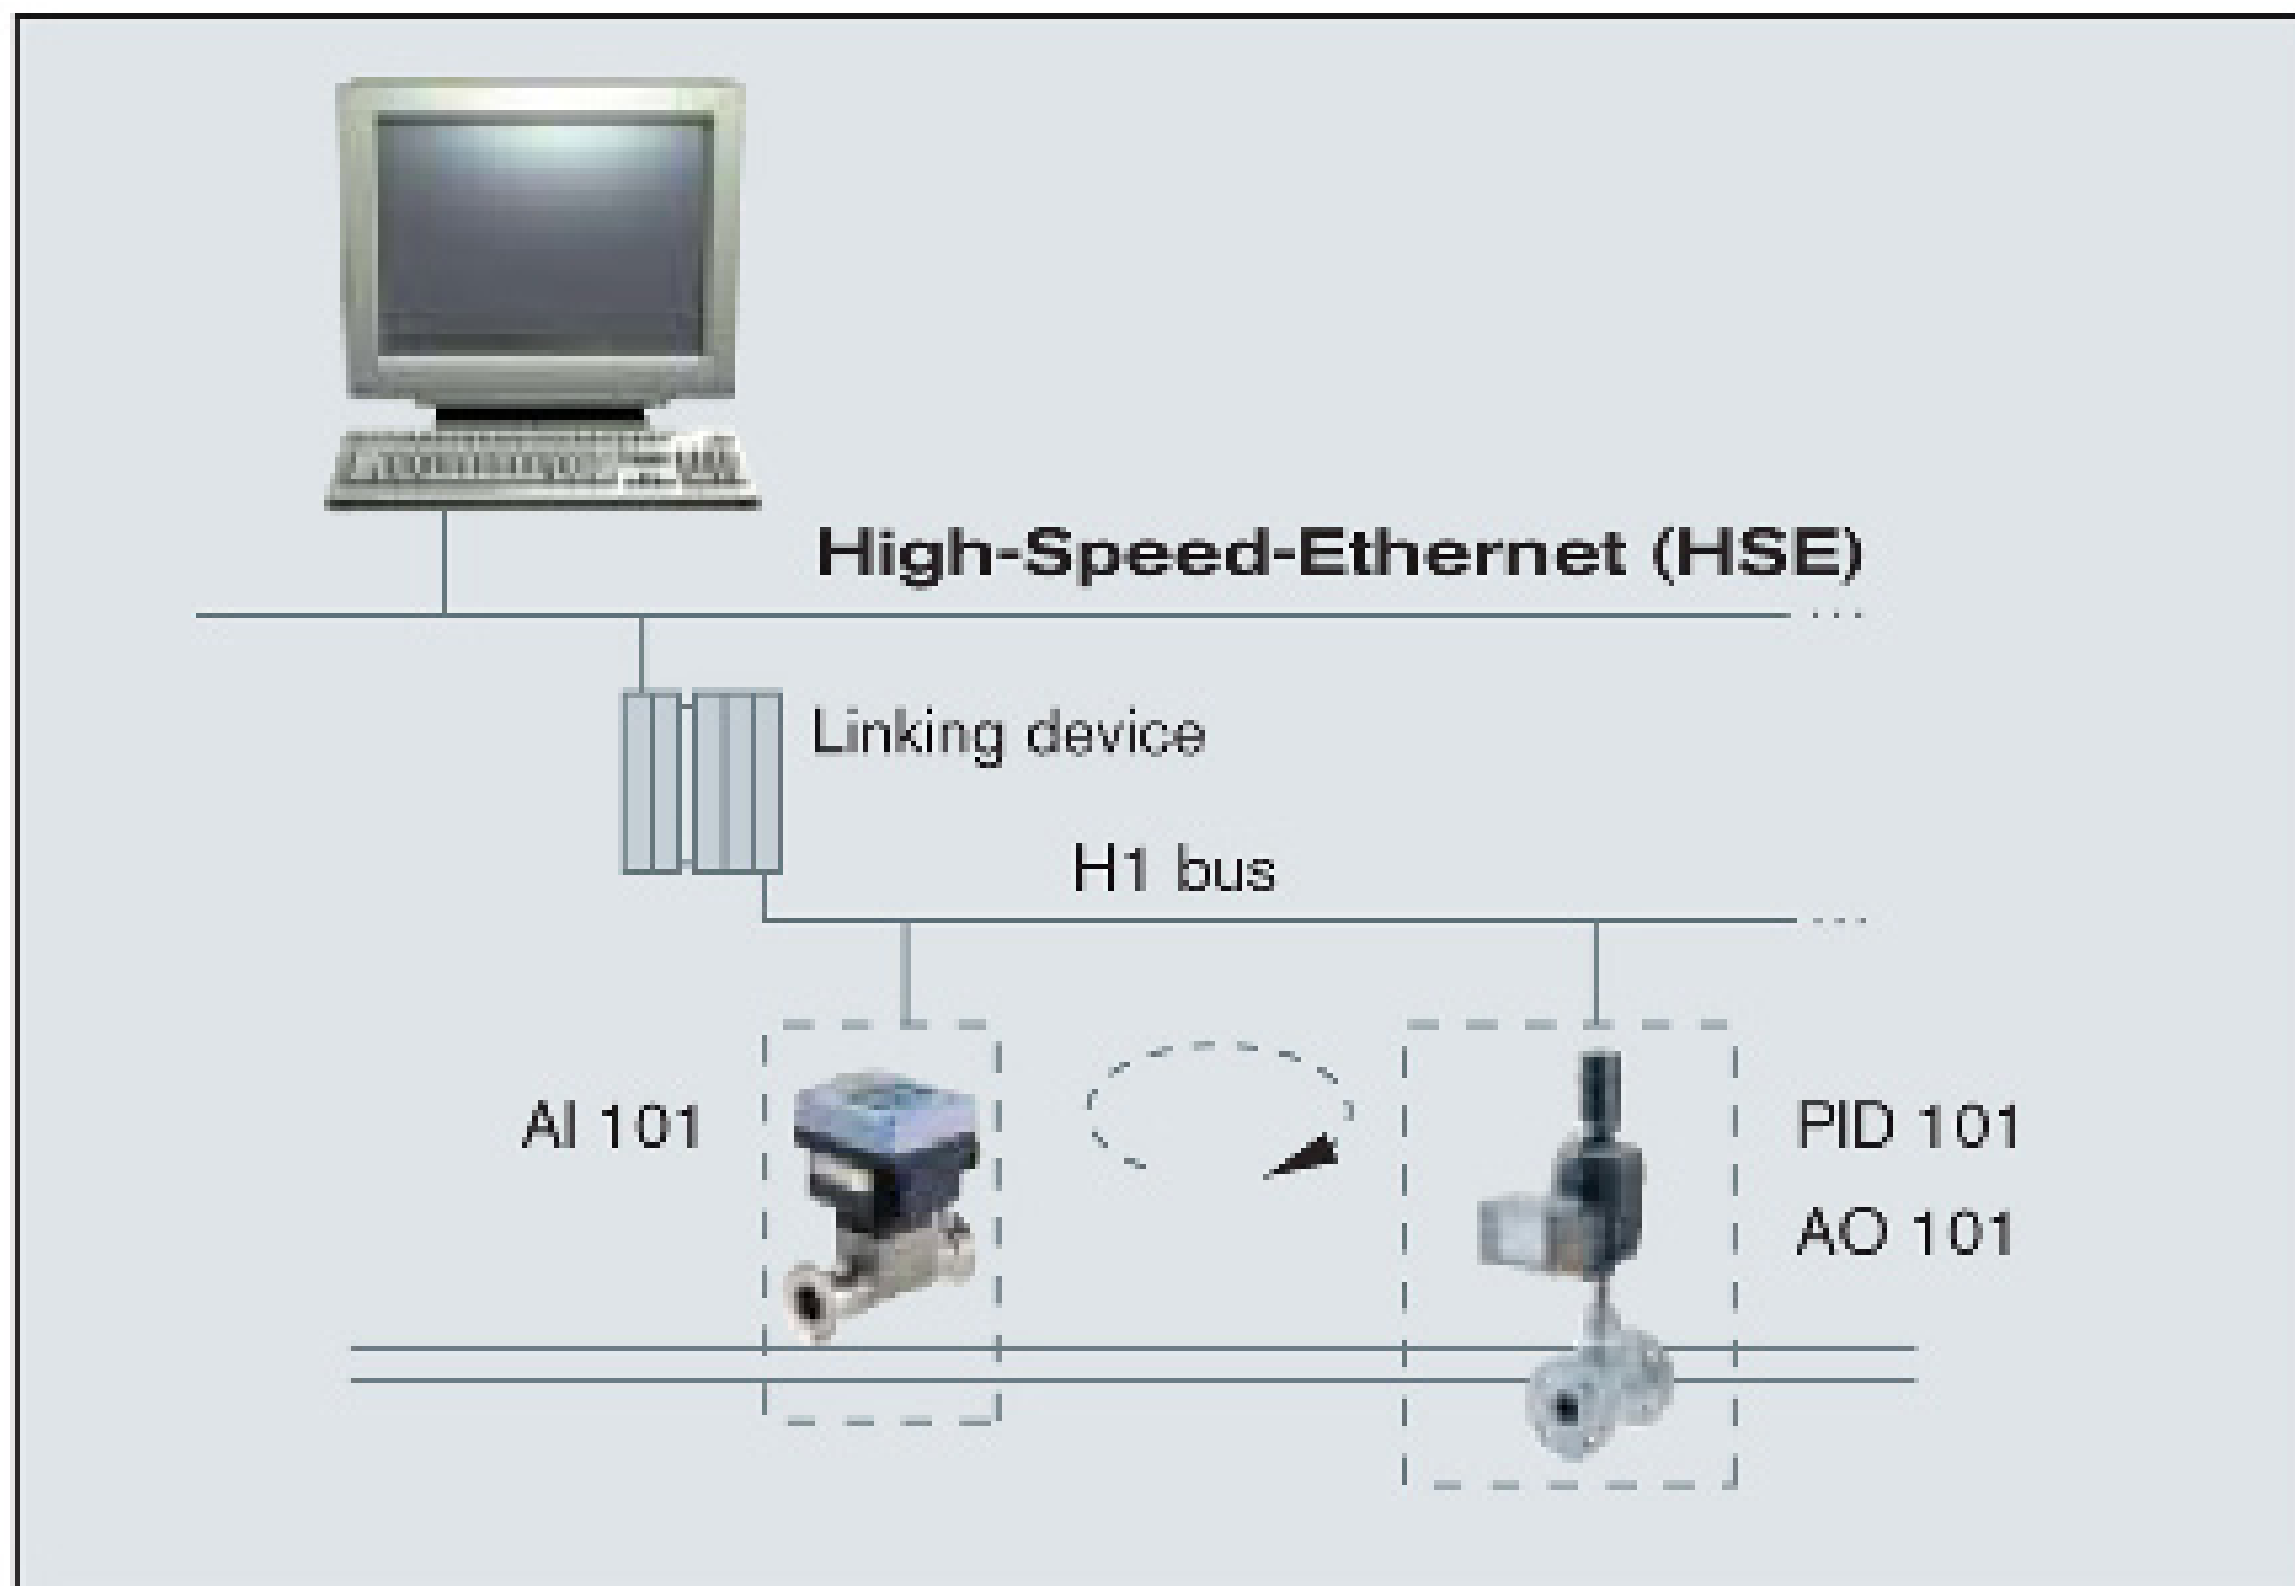 High-Speed-Ethernet (HSE)
Linking device
H1 bus
AI 101
PID 101
AO 101